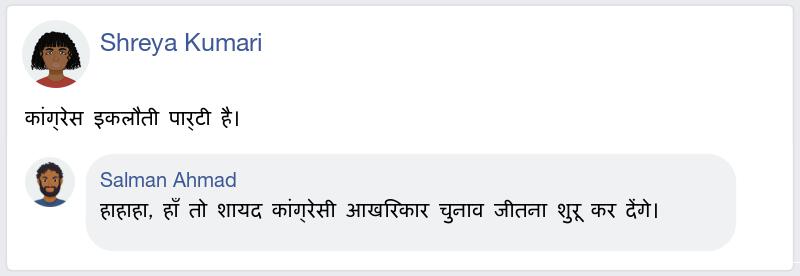 Shreya Kumari
कांग्रेस इकलौती पार्टी है।
Salman Ahmad
हाहाहा, हाँ तो शायद कांग्रेसी आखरिकार चुनाव जीतना शुरू कर देंगे।